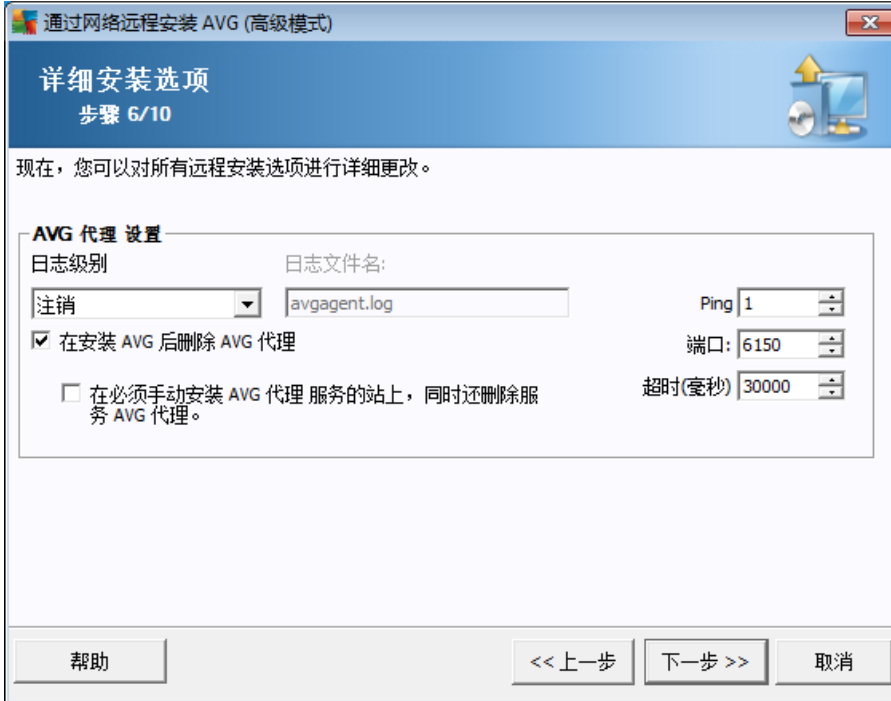 通过网络远程安装 AVG (高级模式)
详细安装选项
步骤 6/10
现在，您可以对所有远程安装选项进行详细更改。
AVG 代理 设置
日志级别
日志文件名:
注销
avgagent.log
Ping 1
在安装 AVG 后删除 AVG 代理
端口: 6150
超时(毫秒) 30000
在必须手动安装 AVG 代理 服务的站上，同时还删除服
务 AVG 代理。
帮助
<< 上一步
下一步 >>
取消